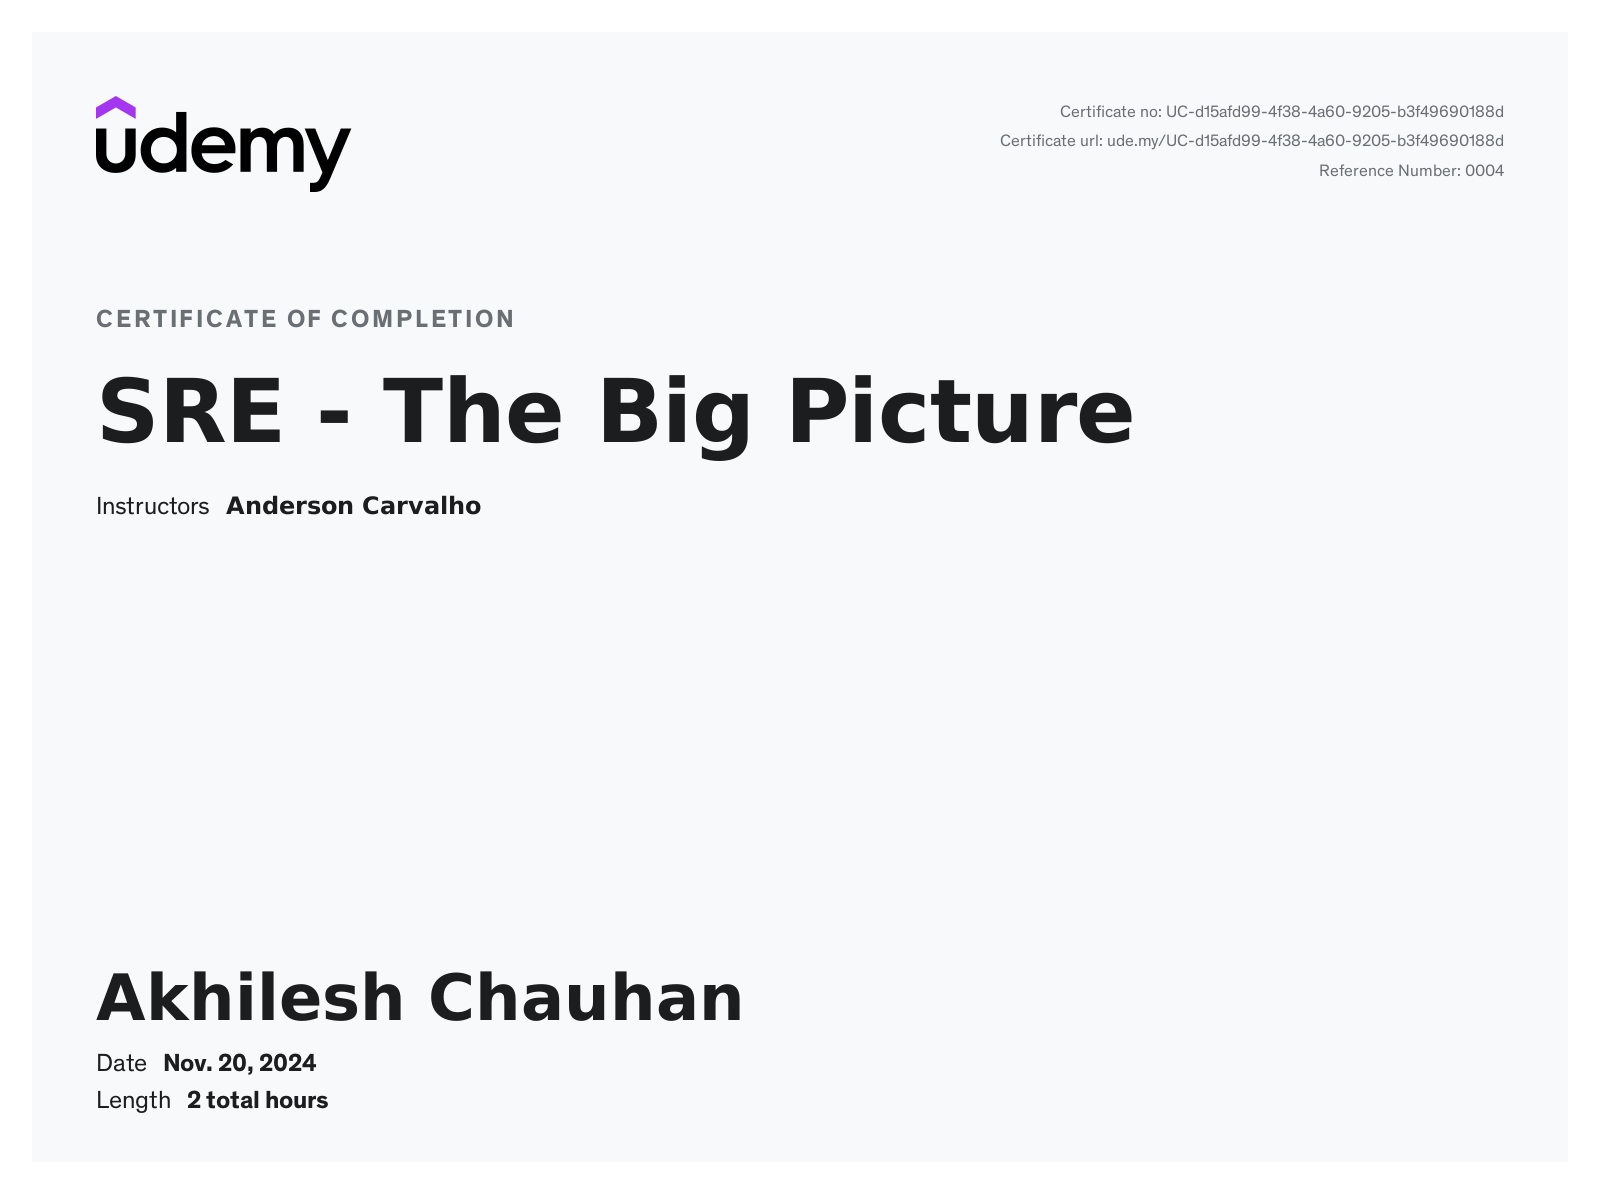 udemy
Certificate no: UC-d15afd99-4f38-4a60-9205-b3f49690188d
Certificate url: ude.my/UC-d15afd99-4f38-4a60-9205-b3f49690188d
Reference Number: 0004
CERTIFICATE OF COMPLETION
SRE - The Big Picture
Instructors Anderson Carvalho
Akhilesh Chauhan
Date Nov. 20, 2024
Length 2 total hours